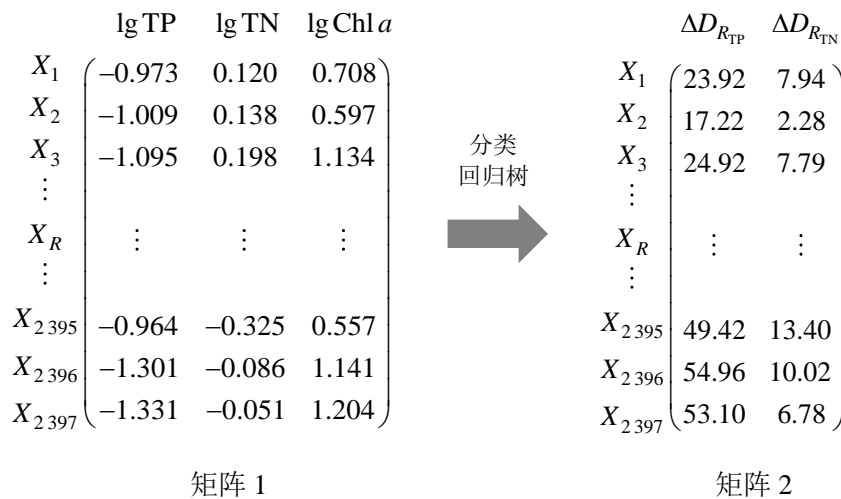 lg TP lg TN lg Chl a
X₁ −0.973 0.120 0.708
X₂ −1.009 0.138 0.597
X₃ −1.095 0.198 1.134
⋮
X_R ⋮ ⋮ ⋮
⋮
X₂ ₃₉₅ −0.964 −0.325 0.557
X₂ ₃₉₆ −1.301 −0.086 1.141
X₂ ₃₉₇ −1.331 −0.051 1.204
矩阵 1
分类
回归树
ΔD_{R_{TP}} ΔD_{R_{TN}}
X₁ 23.92 7.94
X₂ 17.22 2.28
X₃ 24.92 7.79
⋮
X_R ⋮ ⋮
⋮
X₂ ₃₉₅ 49.42 13.40
X₂ ₃₉₆ 54.96 10.02
X₂ ₃₉₇ 53.10 6.78
矩阵 2